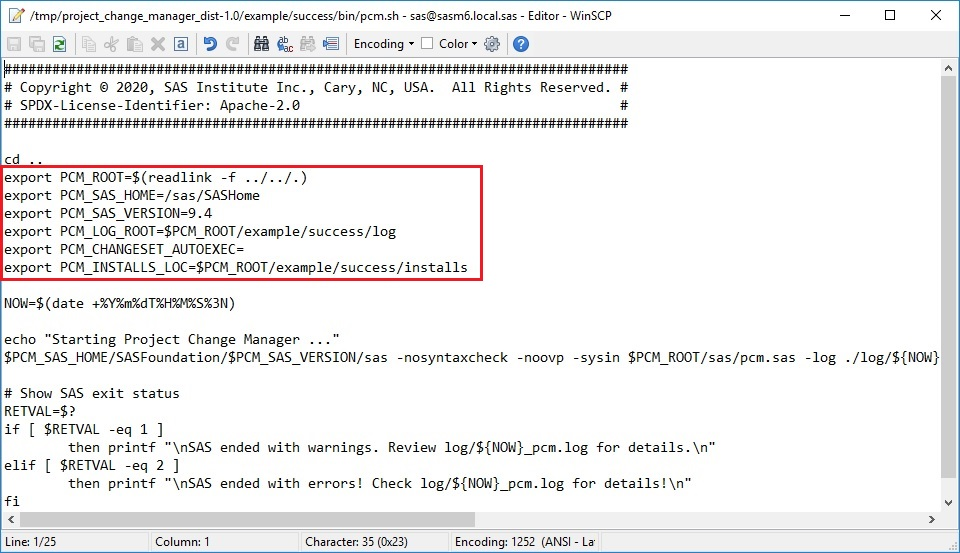 /tmp/project_change_manager_dist-1.0/example/success/bin/pcm.sh - sas@sasm6.local.sas - Editor - WinSCP
Encoding Color
##############################################################################
# Copyright © 2020, SAS Institute Inc., Cary, NC, USA.  All Rights Reserved. #
# SPDX-License-Identifier: Apache-2.0                                        #
##############################################################################
cd ..
export PCM_ROOT=$(readlink -f ../../.)
export PCM_SAS_HOME=/sas/SASHome
export PCM_SAS_VERSION=9.4
export PCM_LOG_ROOT=$PCM_ROOT/example/success/log
export PCM_CHANGESET_AUTOEXEC=
export PCM_INSTALLS_LOC=$PCM_ROOT/example/success/installs
NOW=$(date +%Y%m%dT%H%M%S%3N)
echo "Starting Project Change Manager ..."
$PCM_SAS_HOME/SASFoundation/$PCM_SAS_VERSION/sas -nosyntaxcheck -noovp -sysin $PCM_ROOT/sas/pcm.sas -log ./log/${NOW}
# Show SAS exit status
RETVAL=$?
if [ $RETVAL -eq 1 ]
        then printf "\nSAS ended with warnings. Review log/${NOW}_pcm.log for details.\n"
elif [ $RETVAL -eq 2 ]
        then printf "\nSAS ended with errors! Check log/${NOW}_pcm.log for details!\n"
fi
Line: 1/25 Column: 1 Character: 35 (0x23) Encoding: 1252 (ANSI - La